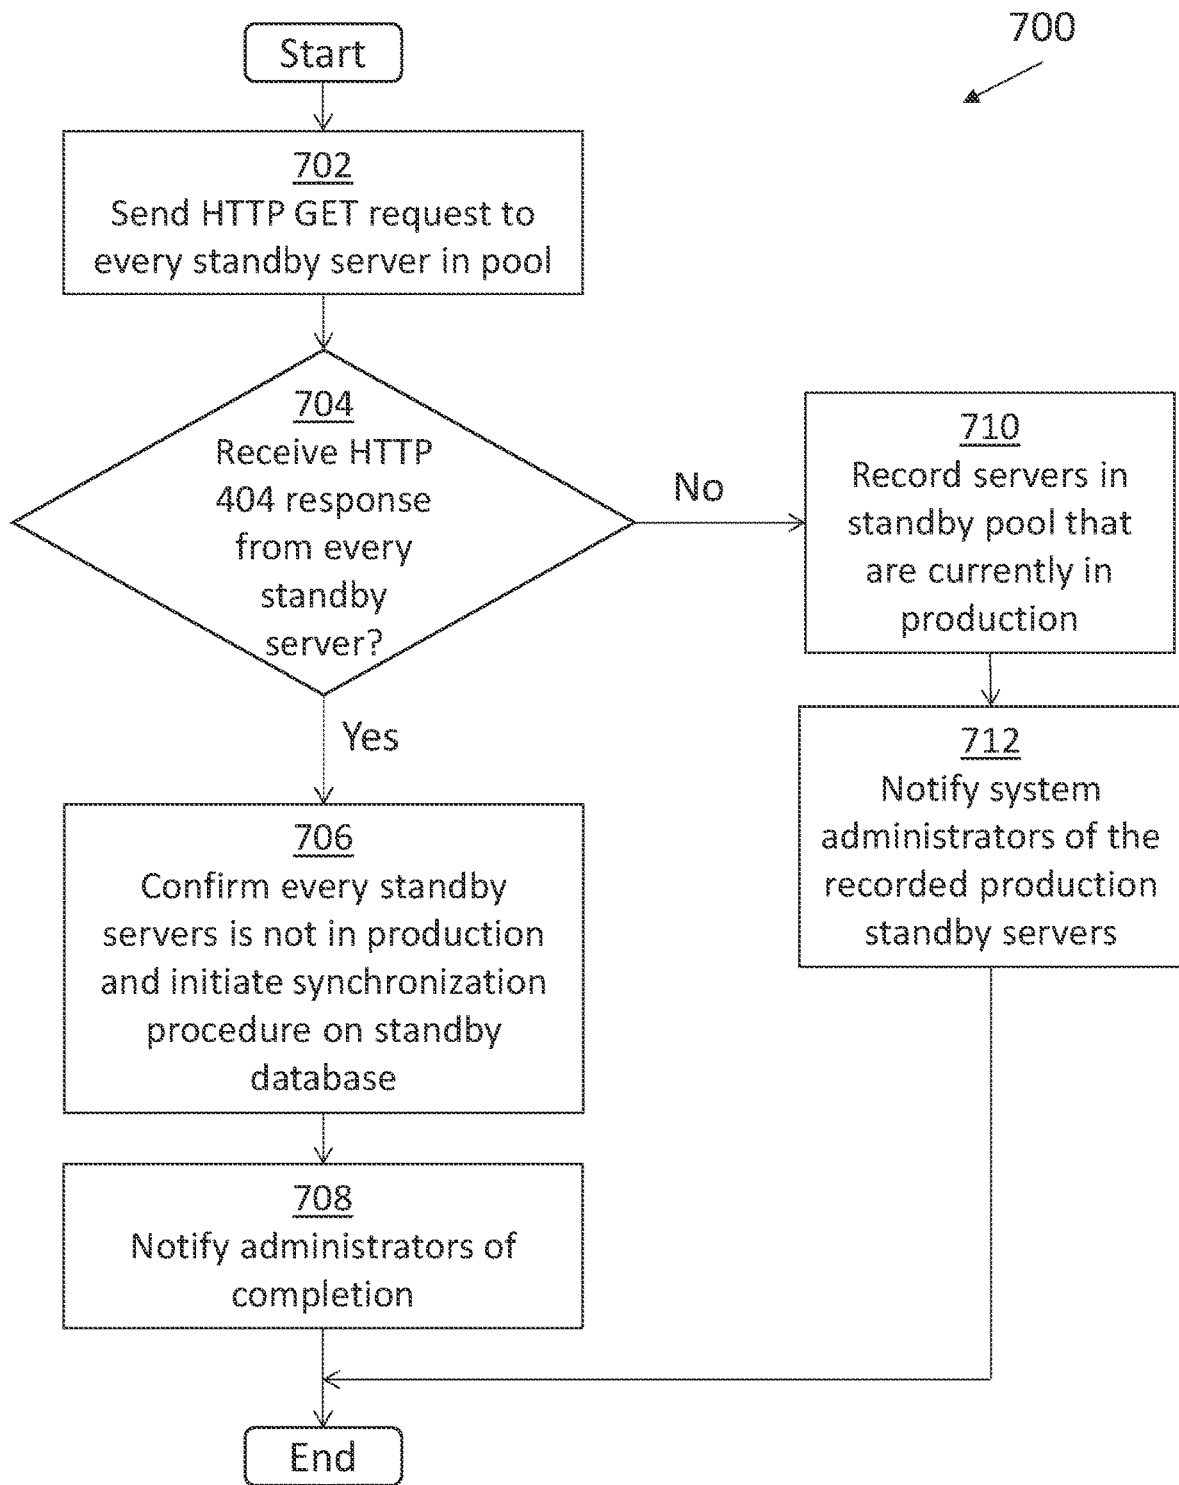 Start
700
702
Send HTTP GET request to
every standby server in pool
704
Receive HTTP
404 response
from every
standby
server?
No
Yes
710
Record servers in
standby pool that
are currently in
production
712
Notify system
administrators of the
recorded production
standby servers
706
Confirm every standby
servers is not in production
and initiate synchronization
procedure on standby
database
708
Notify administrators of
completion
End